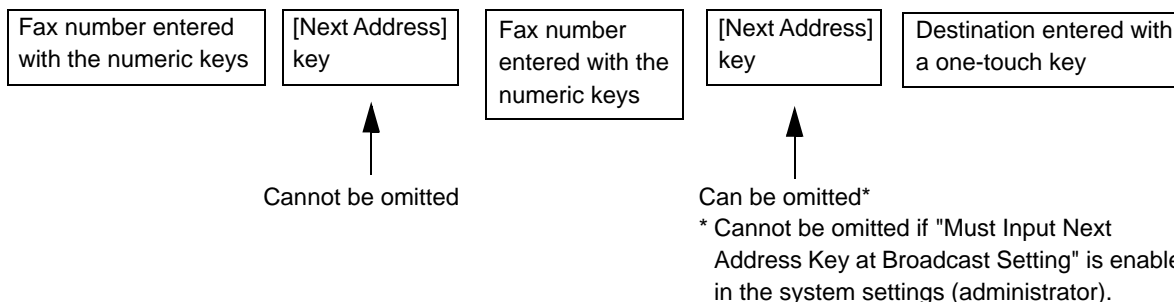 Fax number entered
with the numeric keys
[Next Address]
key
Fax number
entered with the
numeric keys
[Next Address]
key
Destination entered with
a one-touch key
Cannot be omitted
Can be omitted*
* Cannot be omitted if "Must Input Next
Address Key at Broadcast Setting" is enable
in the system settings (administrator).